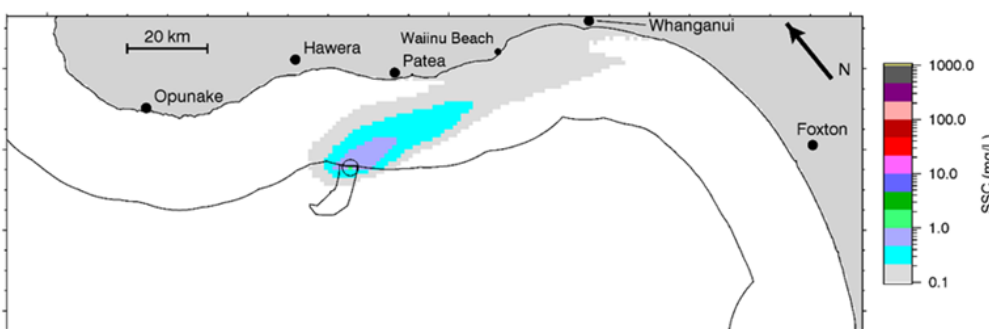 Whanganui
20 km
Hawera
Waiinu Beach
Patea
N
Opunake
Foxton
1000.0
100.0
10.0
1.0
0.1
SSC (mg/L)